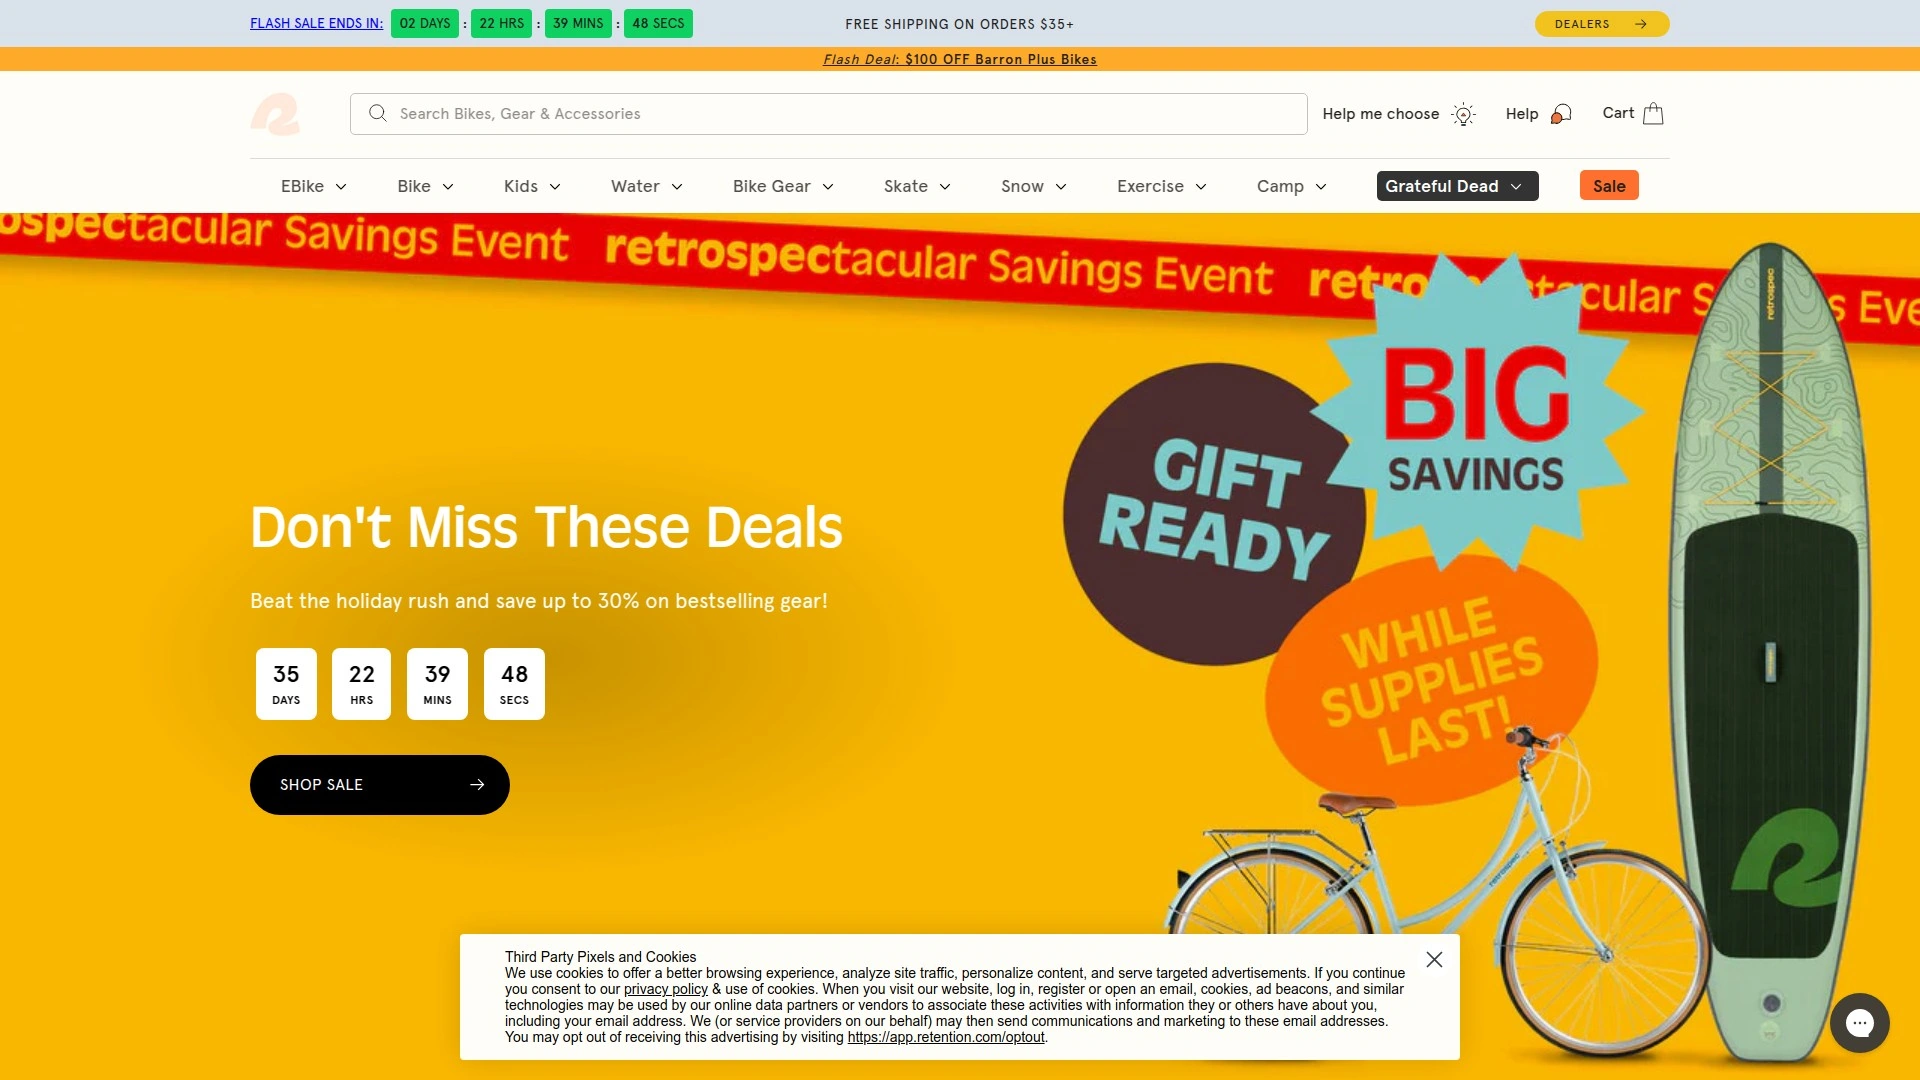 FLASH SALE ENDS IN: 02 DAYS : 22 HRS : 39 MINS : 48 SECS
FREE SHIPPING ON ORDERS $35+
DEALERS
Flash Deal: $100 OFF Barron Plus Bikes
Search Bikes, Gear & Accessories
Help me choose
Help
Cart
EBike
Bike
Kids
Water
Bike Gear
Skate
Snow
Exercise
Camp
Grateful Dead
Sale
ospectacular Savings Event retrospectacular Savings Event retro tacular S s Eve
retrospec
BIG
SAVINGS
GIFT
READY
WHILE
SUPPLIES
LAST!
Don't Miss These Deals
Beat the holiday rush and save up to 30% on bestselling gear!
35 DAYS
22 HRS
39 MINS
48 SECS
SHOP SALE
retrospec
Third Party Pixels and Cookies
We use cookies to offer a better browsing experience, analyze site traffic, personalize content, and serve targeted advertisements. If you continue
you consent to our privacy policy & use of cookies. When you visit our website, log in, register or open an email, cookies, ad beacons, and similar
technologies may be used by our online data partners or vendors to associate these activities with information they or others have about you,
including your email address. We (or service providers on our behalf) may then send communications and marketing to these email addresses.
You may opt out of receiving this advertising by visiting https://app.retention.com/optout.